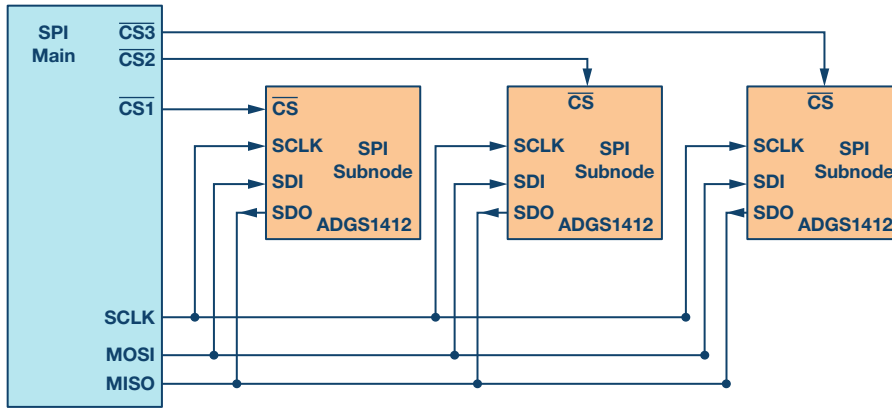 SPI
Main
CS3
CS2
CS1
SCLK
MOSI
MISO
CS
SCLK
SDI
SDO
SPI
Subnode
ADGS1412
CS
SCLK
SDI
SDO
SPI
Subnode
ADGS1412
CS
SCLK
SDI
SDO
SPI
Subnode
ADGS1412